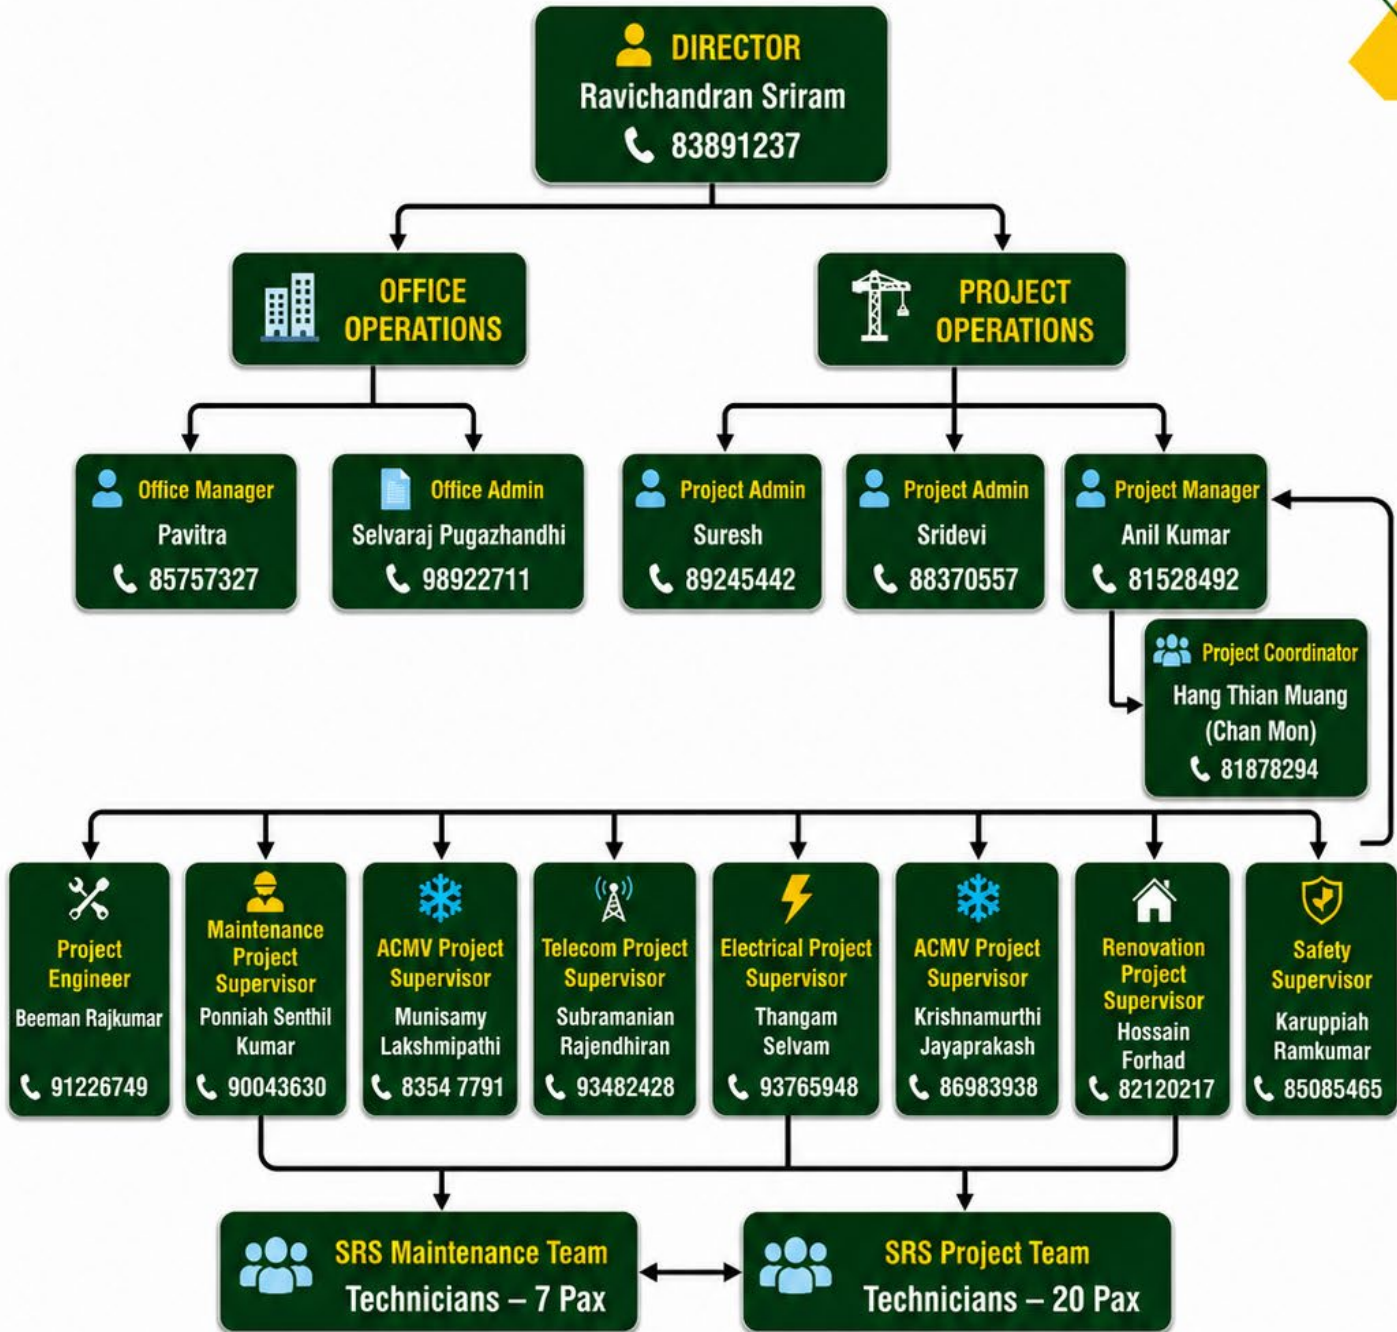 DIRECTOR
Ravichandran Sriram
83891237
OFFICE
OPERATIONS
PROJECT
OPERATIONS
Office Manager
Pavitra
85757327
Office Admin
Selvaraj Pugazhandhi
98922711
Project Admin
Suresh
89245442
Project Admin
Sridevi
88370557
Project Manager
Anil Kumar
81528492
Project Coordinator
Hang Thian Muang
(Chan Mon)
81878294
Project
Engineer
Beeman Rajkumar
91226749
Maintenance
Project
Supervisor
Ponniah Senthil
Kumar
90043630
ACMV Project
Supervisor
Munisamy
Lakshmipathi
8354 7791
Telecom Project
Supervisor
Subramanian
Rajendhiran
93482428
Electrical Project
Supervisor
Thangam
Selvam
93765948
ACMV Project
Supervisor
Krishnamurthi
Jayaprakash
86983938
Renovation
Project
Supervisor
Hossain
Forhad
82120217
Safety
Supervisor
Karuppiah
Ramkumar
85085465
SRS Maintenance Team
Technicians – 7 Pax
SRS Project Team
Technicians – 20 Pax